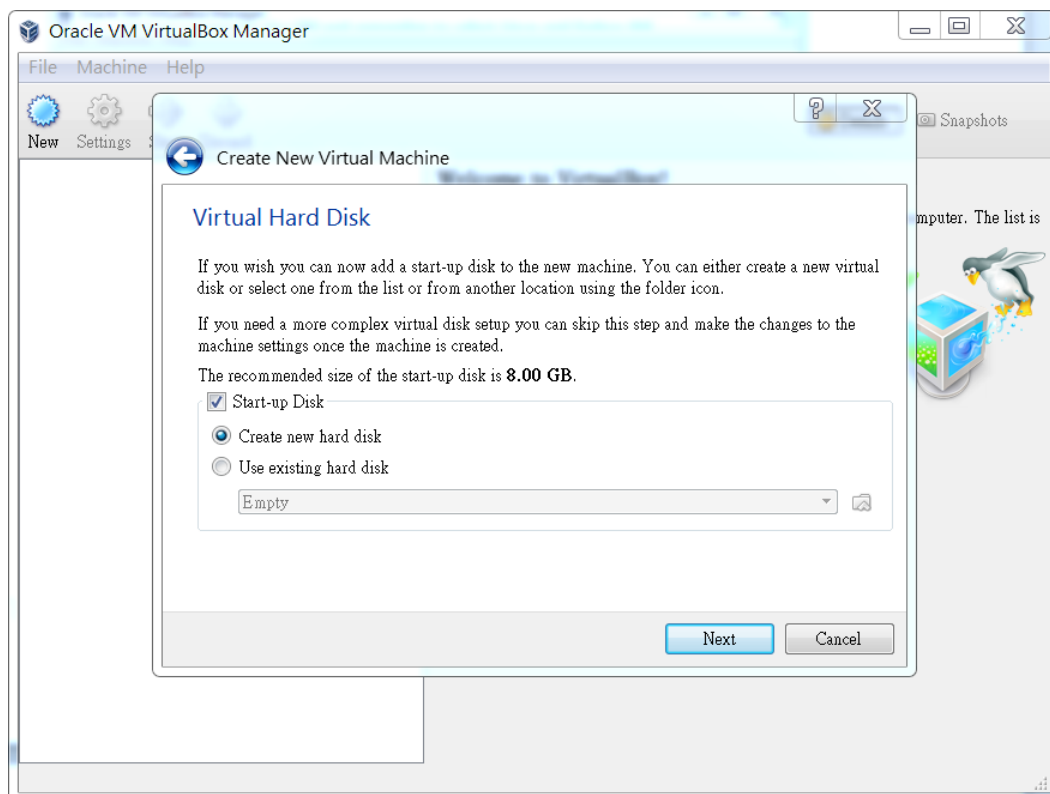 Oracle VM VirtualBox Manager
File Machine Help
New Settings
Snapshots
Create New Virtual Machine
Welcome to VirtualBox!
Virtual Hard Disk
mputer. The list is
If you wish you can now add a start-up disk to the new machine. You can either create a new virtual
disk or select one from the list or from another location using the folder icon.
If you need a more complex virtual disk setup you can skip this step and make the changes to the
machine settings once the machine is created.
The recommended size of the start-up disk is 8.00 GB.
Start-up Disk
Create new hard disk
Use existing hard disk
Empty
Next Cancel